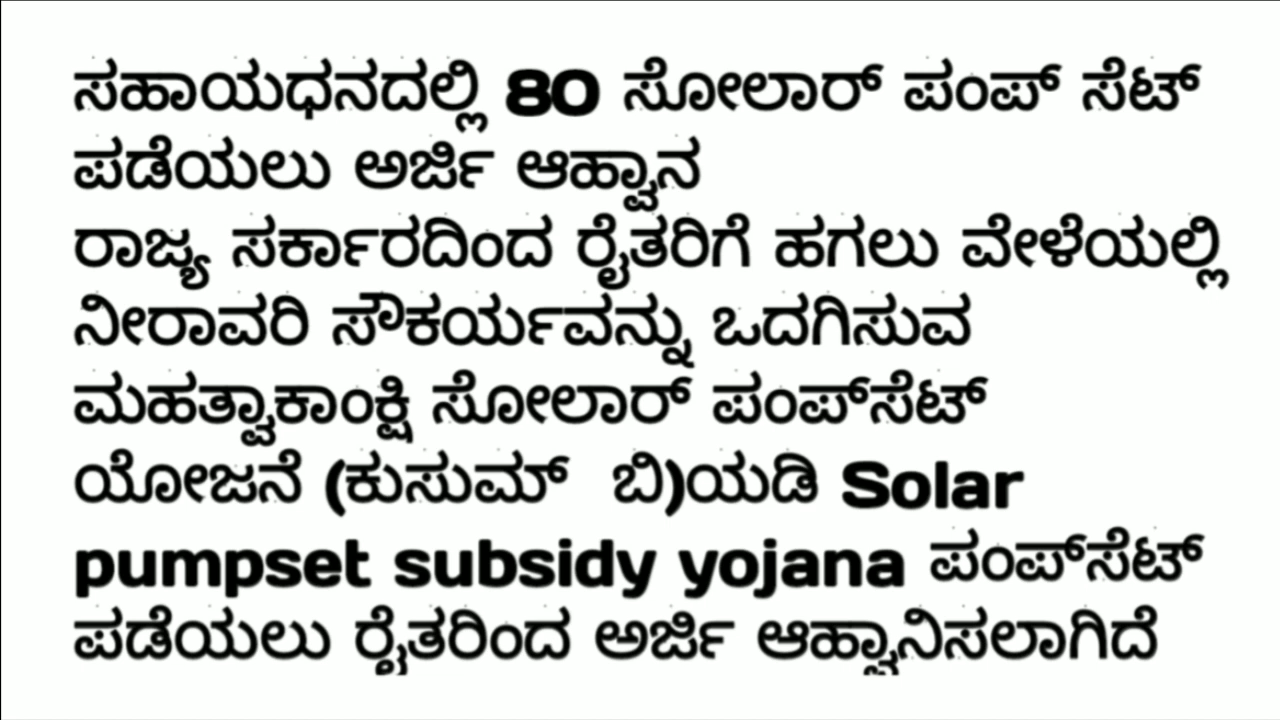 ಸಹಾಯಧನದಲ್ಲಿ 80 ಸೋಲಾರ್ ಪಂಪ್ ಸೆಟ್
ಪಡೆಯಲು ಅರ್ಜಿ ಆಹ್ವಾನ
ರಾಜ್ಯ ಸರ್ಕಾರದಿಂದ ರೈತರಿಗೆ ಹಗಲು ವೇಳೆಯಲ್ಲಿ
ನೀರಾವರಿ ಸೌಕರ್ಯವನ್ನು ಒದಗಿಸುವ
ಮಹತ್ವಾಕಾಂಕ್ಷಿ ಸೋಲಾರ್ ಪಂಪ್‌ಸೆಟ್
ಯೋಜನೆ (ಕುಸುಮ್ ಬಿ)ಯಡಿ Solar
pumpset subsidy yojana ಪಂಪ್‌ಸೆಟ್
ಪಡೆಯಲು ರೈತರಿಂದ ಅರ್ಜಿ ಆಹ್ವಾನಿಸಲಾಗಿದೆ